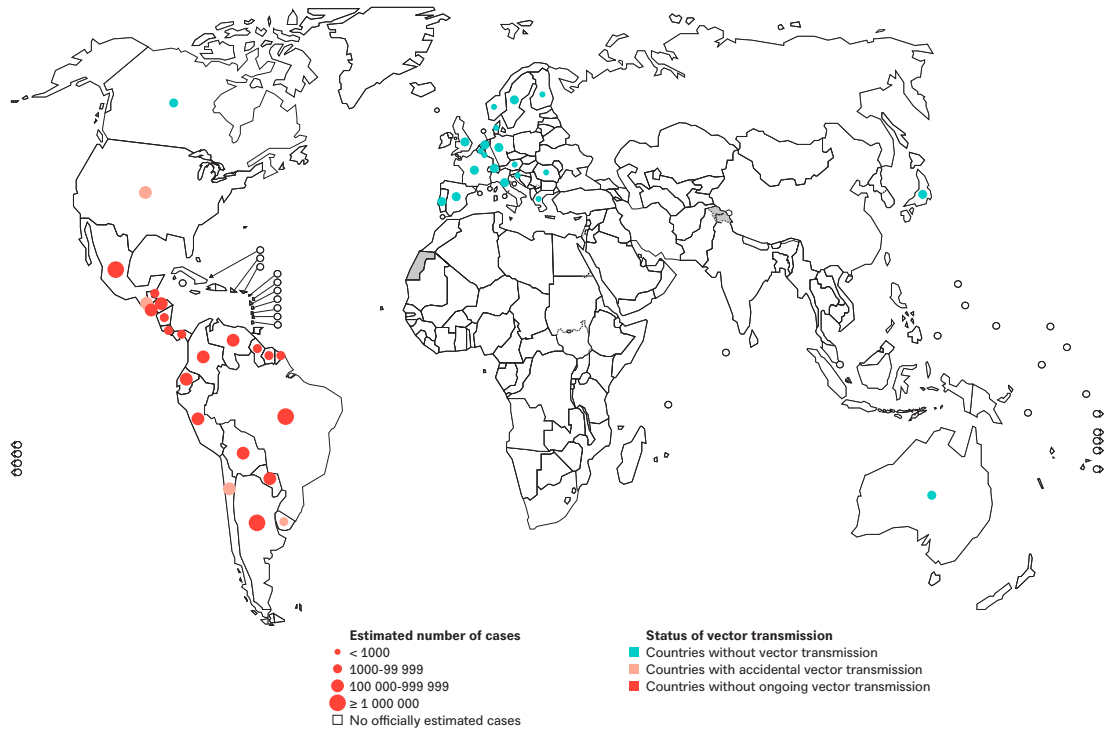 Estimated number of cases
< 1000
1000-99 999
100 000-999 999
≥ 1 000 000
No officially estimated cases
Status of vector transmission
Countries without vector transmission
Countries with accidental vector transmission
Countries without ongoing vector transmission